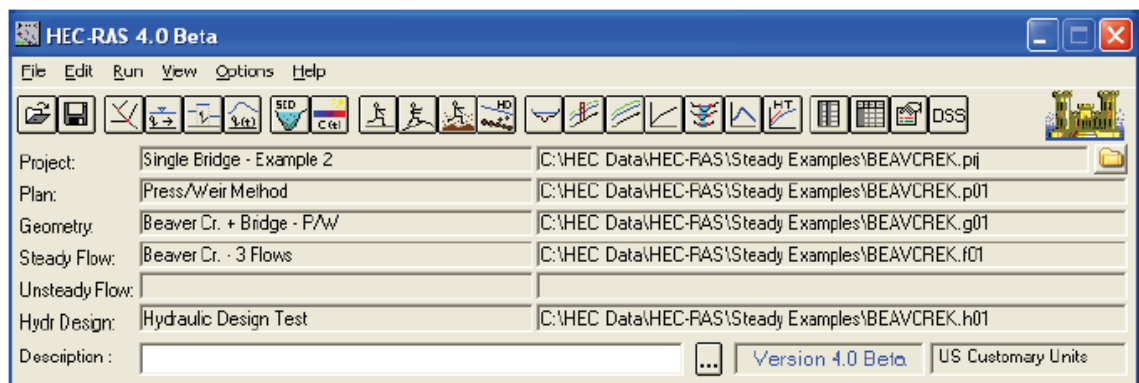 HEC-RAS 4.0 Beta
File Edit Run View Options Help
SED C(t) HD HT DSS
Project: Single Bridge - Example 2 C:\HEC Data\HEC-RAS\Steady Examples\BEAVCREK.prj
Plan: Press/Weir Method C:\HEC Data\HEC-RAS\Steady Examples\BEAVCREK.p01
Geometry: Beaver Cr. + Bridge - P/W C:\HEC Data\HEC-RAS\Steady Examples\BEAVCREK.g01
Steady Flow: Beaver Cr. - 3 Flows C:\HEC Data\HEC-RAS\Steady Examples\BEAVCREK.f01
Unsteady Flow:
Hydr Design: Hydraulic Design Test C:\HEC Data\HEC-RAS\Steady Examples\BEAVCREK.h01
Description : ... Version 4.0 Beta US Customary Units